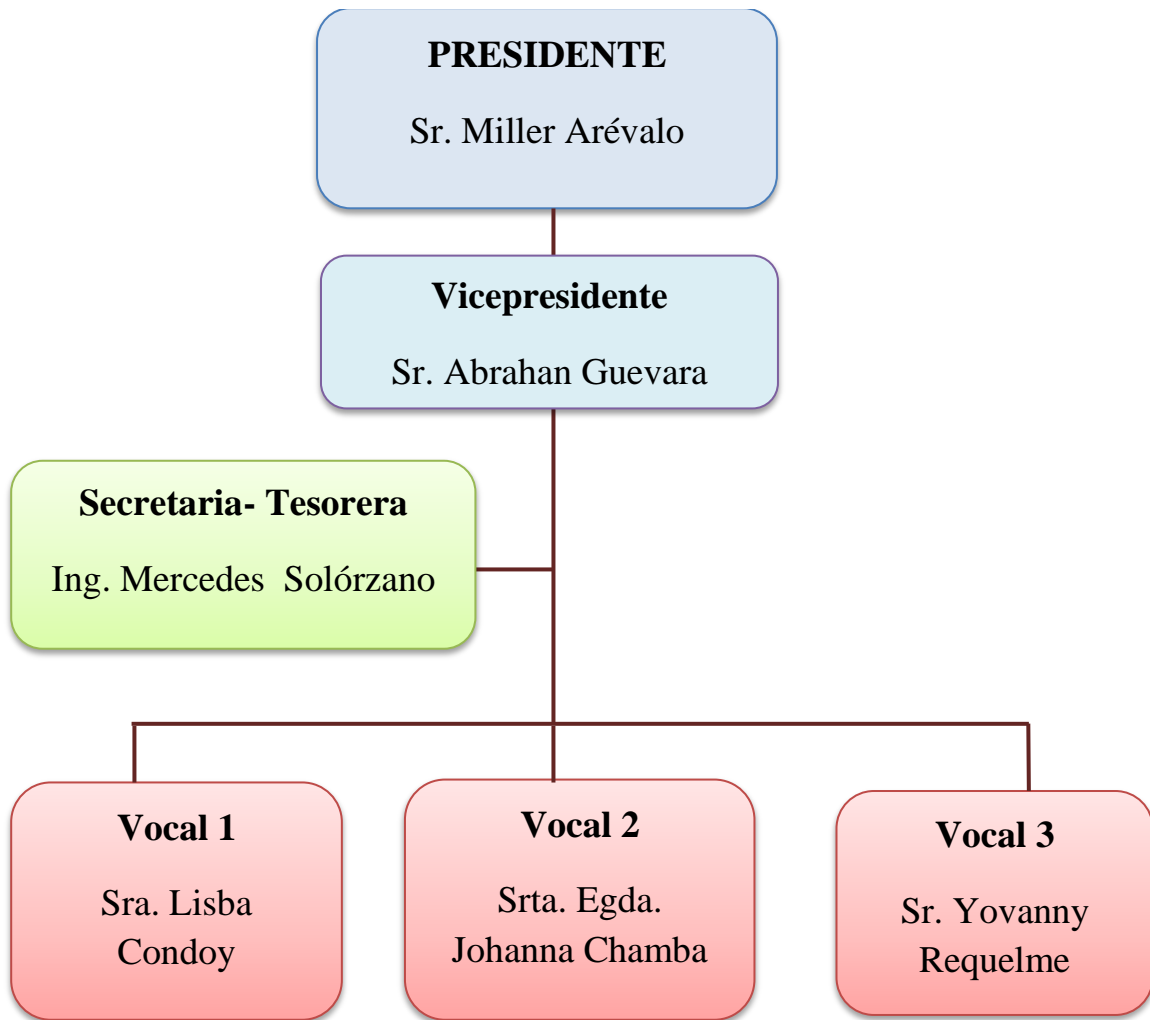 PRESIDENTE
Sr. Miller Arévalo
Vicepresidente
Sr. Abrahan Guevara
Secretaria- Tesorera
Ing. Mercedes  Solórzano
Vocal 1
Sra. Lisba
Condoy
Vocal 2
Srta. Egda.
Johanna Chamba
Vocal 3
Sr. Yovanny
Requelme